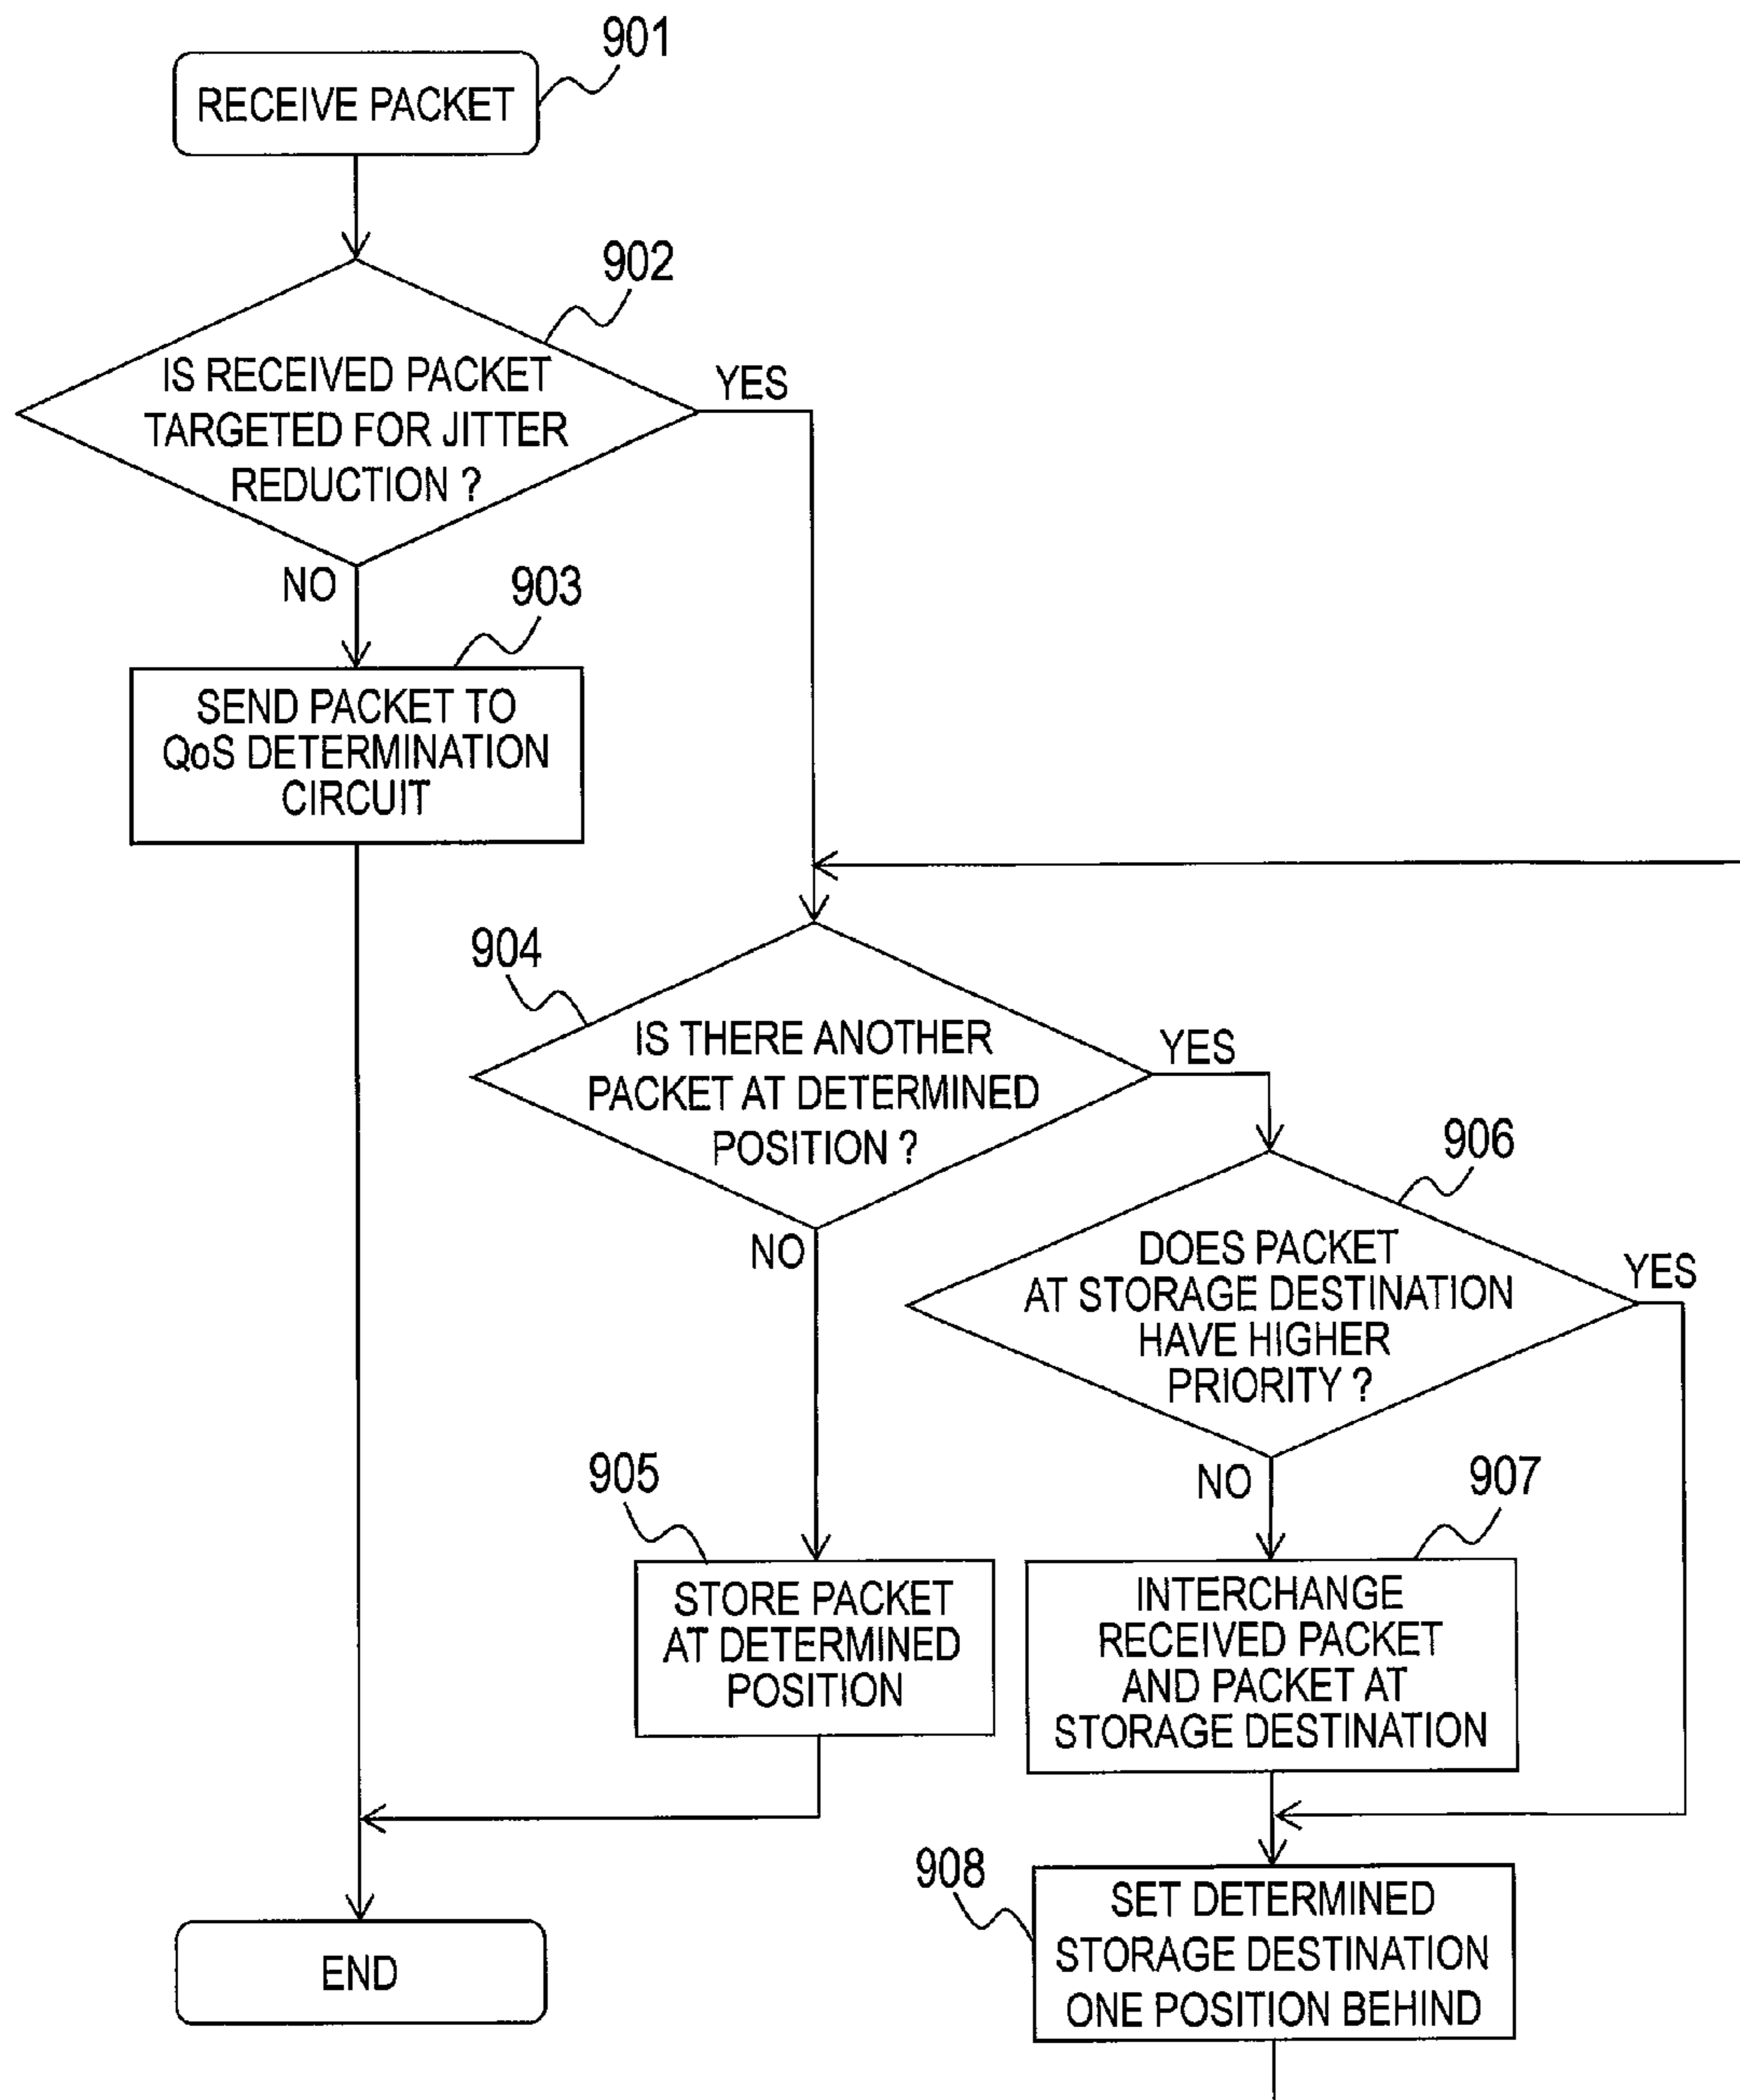 901
RECEIVE PACKET
902
IS RECEIVED PACKET
TARGETED FOR JITTER
REDUCTION ?
YES
NO
903
SEND PACKET TO
QoS DETERMINATION
CIRCUIT
904
IS THERE ANOTHER
PACKET AT DETERMINED
POSITION ?
YES
NO
906
DOES PACKET
AT STORAGE DESTINATION
HAVE HIGHER
PRIORITY ?
YES
NO
905
STORE PACKET
AT DETERMINED
POSITION
907
INTERCHANGE
RECEIVED PACKET
AND PACKET AT
STORAGE DESTINATION
908
SET DETERMINED
STORAGE DESTINATION
ONE POSITION BEHIND
END